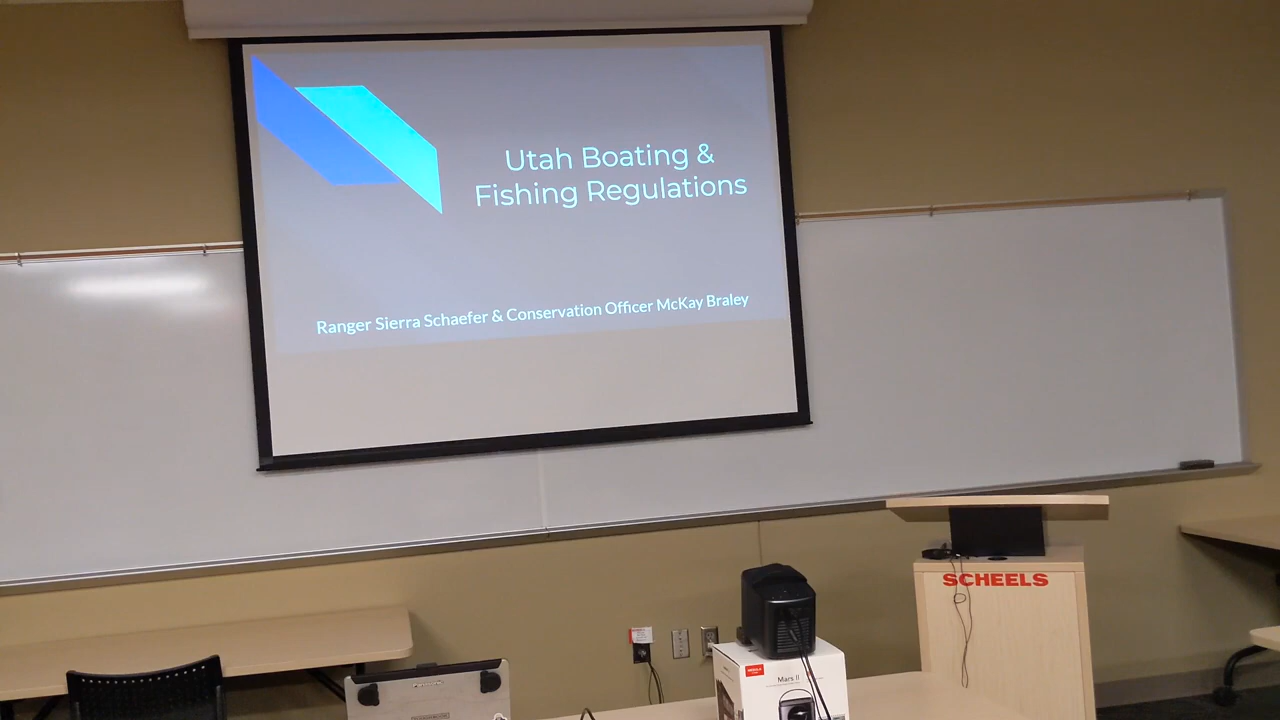 Utah Boating &
Fishing Regulations
Ranger Sierra Schaefer & Conservation Officer McKay Braley
SCHEELS
Mars II